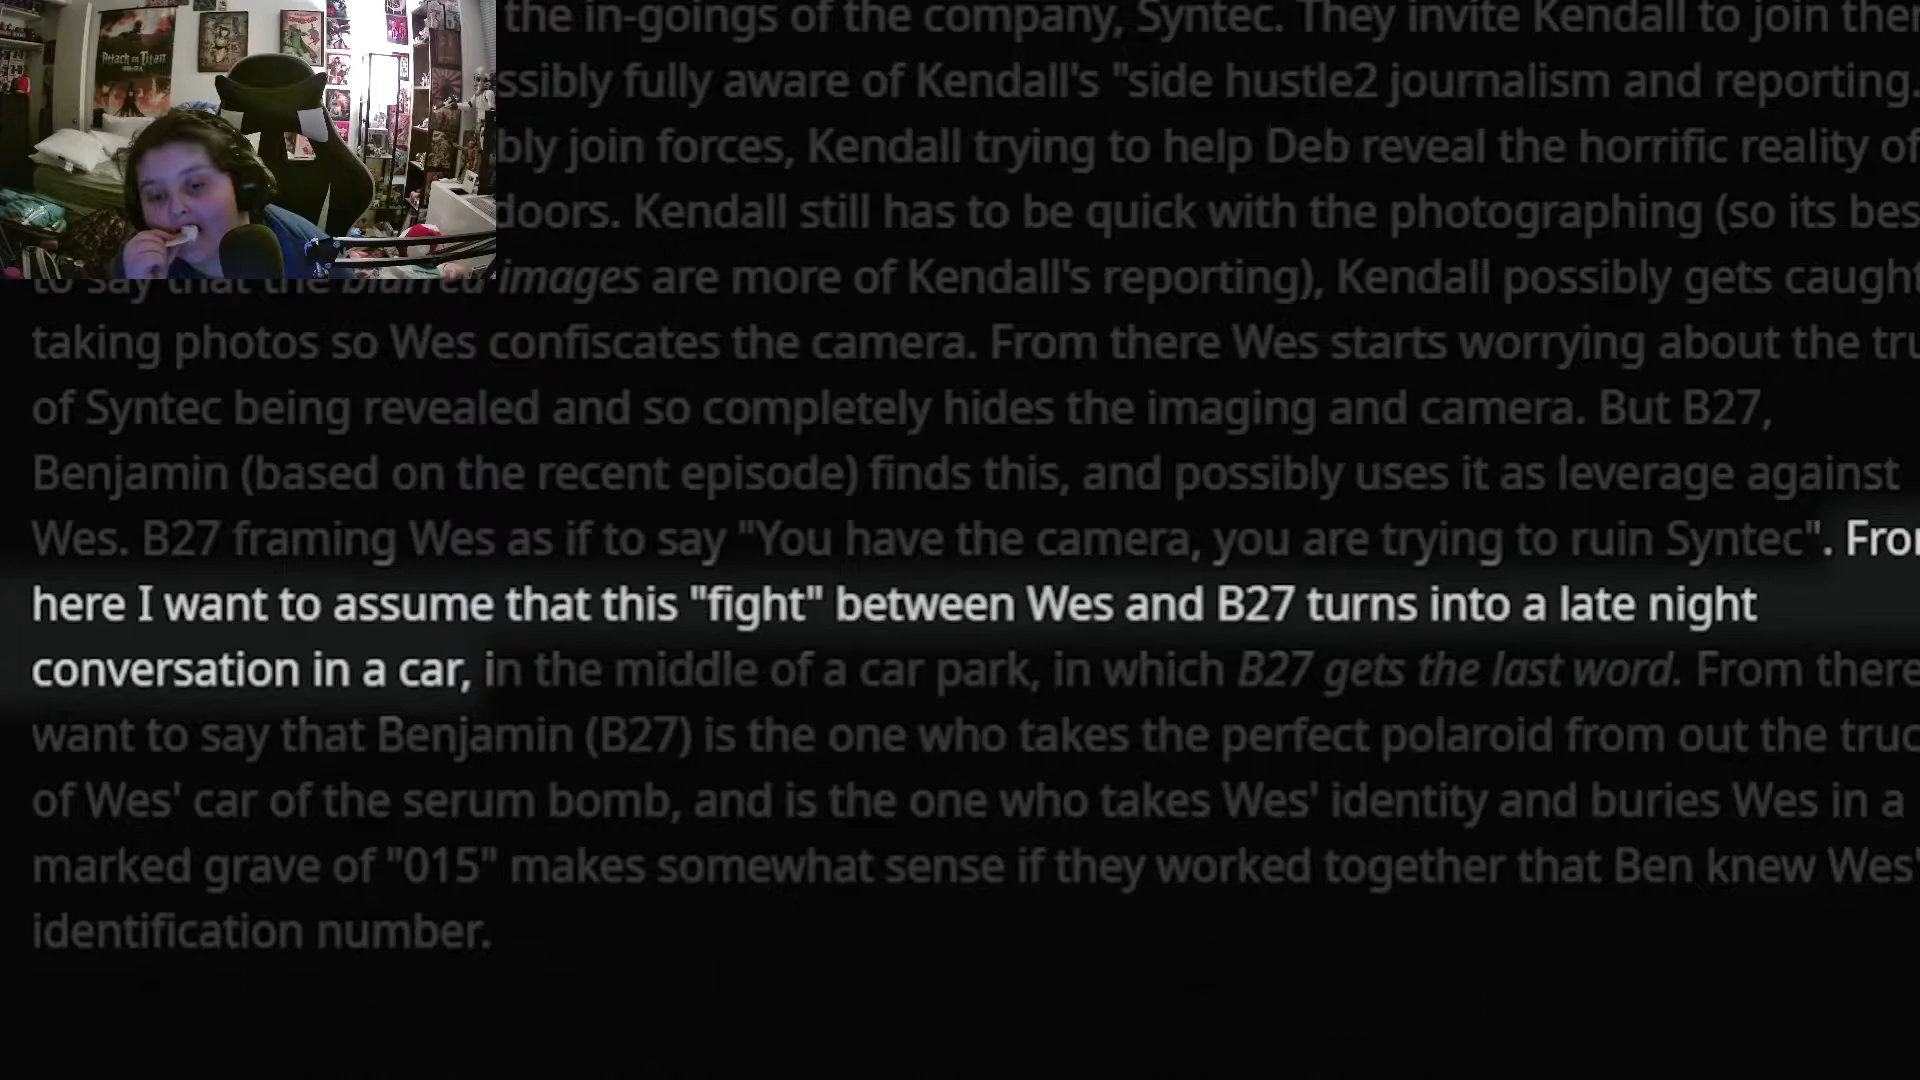 Attack on Titan
the in-goings of the company, Syntec. They invite Kendall to join
ssibly fully aware of Kendall's "side hustle2 journalism and reporting.
bly join forces, Kendall trying to help Deb reveal the horrific reality of
doors. Kendall still has to be quick with the photographing (so its bes
to say that the blurred images are more of Kendall's reporting), Kendall possibly gets caught
taking photos so Wes confiscates the camera. From there Wes starts worrying about the tru
of Syntec being revealed and so completely hides the imaging and camera. But B27,
Benjamin (based on the recent episode) finds this, and possibly uses it as leverage against
Wes. B27 framing Wes as if to say "You have the camera, you are trying to ruin Syntec". Fro
here I want to assume that this "fight" between Wes and B27 turns into a late night
conversation in a car, in the middle of a car park, in which B27 gets the last word. From there
want to say that Benjamin (B27) is the one who takes the perfect polaroid from out the truc
of Wes' car of the serum bomb, and is the one who takes Wes' identity and buries Wes in a
marked grave of "015" makes somewhat sense if they worked together that Ben knew Wes'
identification number.